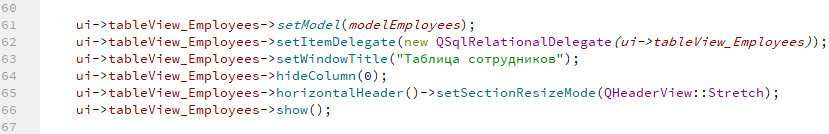 60
61 ui->tableView_Employees->setModel(modelEmployees);
62 ui->tableView_Employees->setItemDelegate(new QSqlRelationalDelegate(ui->tableView_Employees));
63 ui->tableView_Employees->setWindowTitle("Таблица сотрудников");
64 ui->tableView_Employees->hideColumn(0);
65 ui->tableView_Employees->horizontalHeader()->setSectionResizeMode(QHeaderView::Stretch);
66 ui->tableView_Employees->show();
67